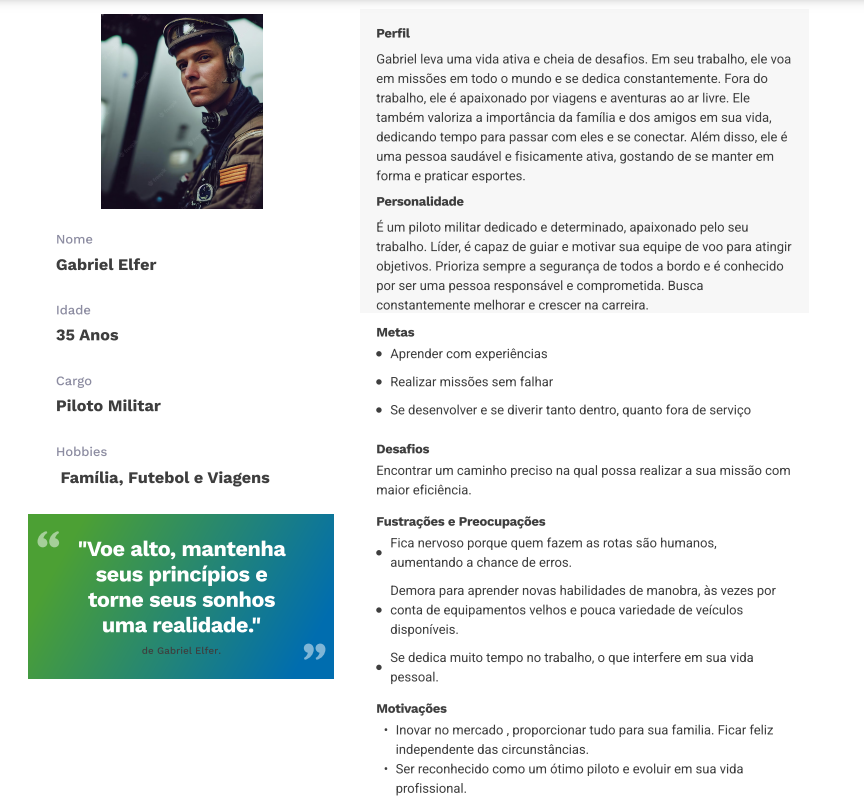 Nome
Gabriel Elfer
Idade
35 Anos
Cargo
Piloto Militar
Hobbies
Família, Futebol e Viagens
"Voe alto, mantenha
seus princípios e
torne seus sonhos
uma realidade."
de Gabriel Elfer.
Perfil
Gabriel leva uma vida ativa e cheia de desafios. Em seu trabalho, ele voa
em missões em todo o mundo e se dedica constantemente. Fora do
trabalho, ele é apaixonado por viagens e aventuras ao ar livre. Ele
também valoriza a importância da família e dos amigos em sua vida,
dedicando tempo para passar com eles e se conectar. Além disso, ele é
uma pessoa saudável e fisicamente ativa, gostando de se manter em
forma e praticar esportes.
Personalidade
É um piloto militar dedicado e determinado, apaixonado pelo seu
trabalho. Líder, é capaz de guiar e motivar sua equipe de voo para atingir
objetivos. Prioriza sempre a segurança de todos a bordo e é conhecido
por ser uma pessoa responsável e comprometida. Busca
constantemente melhorar e crescer na carreira.
Metas
• Aprender com experiências
• Realizar missões sem falhar
• Se desenvolver e se diverir tanto dentro, quanto fora de serviço
Desafios
Encontrar um caminho preciso na qual possa realizar a sua missão com
maior eficiência.
Fustrações e Preocupações
• Fica nervoso porque quem fazem as rotas são humanos,
aumentando a chance de erros.
• Demora para aprender novas habilidades de manobra, às vezes por
conta de equipamentos velhos e pouca variedade de veículos
disponíveis.
• Se dedica muito tempo no trabalho, o que interfere em sua vida
pessoal.
Motivações
• Inovar no mercado , proporcionar tudo para sua familia. Ficar feliz
independente das circunstâncias.
• Ser reconhecido como um ótimo piloto e evoluir em sua vida
profissional.